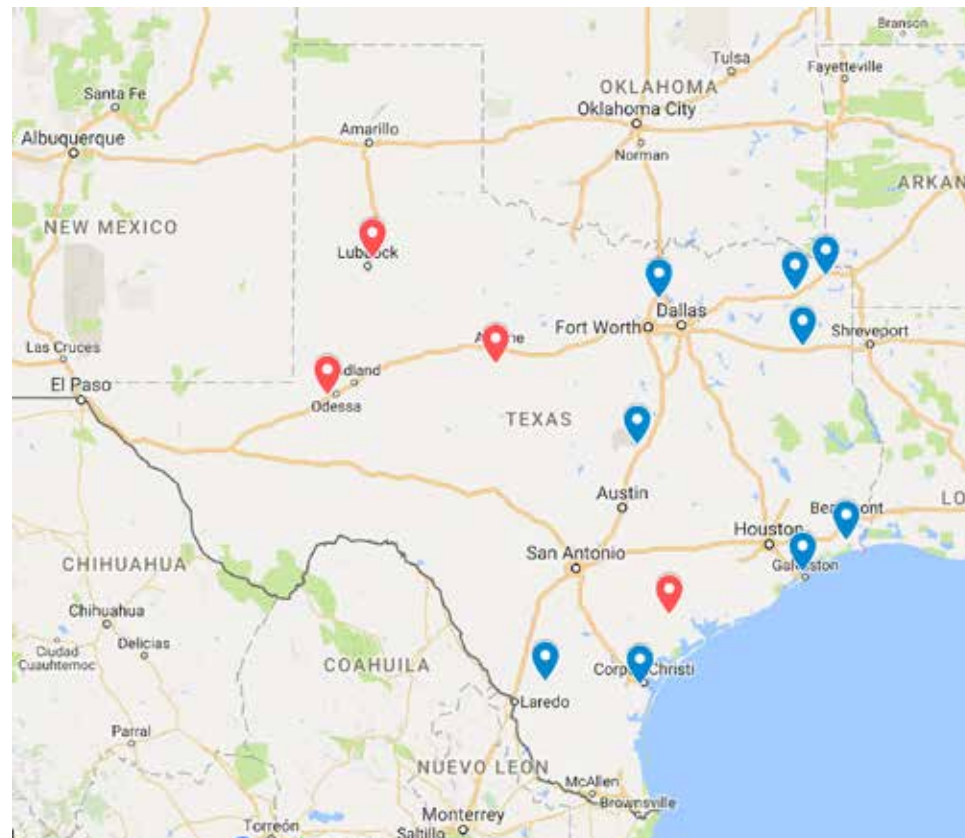 Branson
Tulsa
Fayetteville
OKLAHOMA
Santa Fe
Oklahoma City
Amarillo
Albuquerque
Norman
ARKAN
NEW MEXICO
Lubbock
Dallas
Fort Worth
Shreveport
Las Cruces
El Paso
Odessa
TEXAS
Austin
LO
Houston
San Antonio
CHIHUAHUA
Chihuahua
Ciudad
Cuauhtemoc
Delicias
COAHUILA
Corpus Christi
Laredo
Parral
NUEVO LEON
McAllen
Brownsville
Monterrey
Torreón
Saltillo